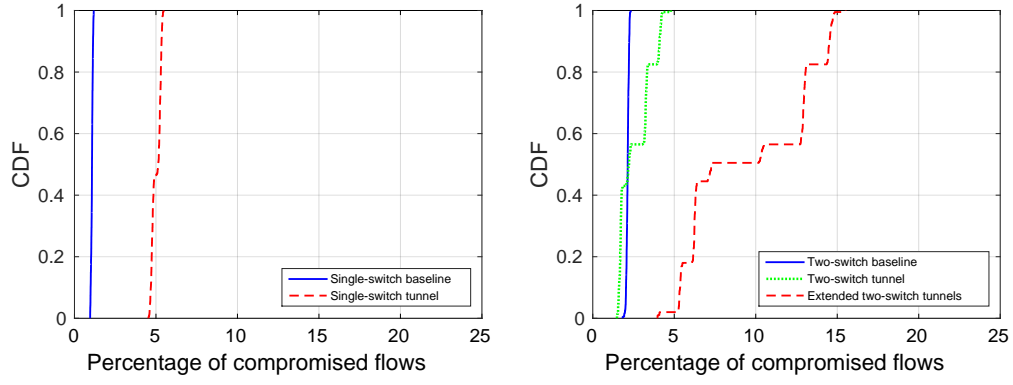 1
0.8
0.6
0.4
0.2
0
CDF
0 5 10 15 20 25
Percentage of compromised flows
Single-switch baseline
Single-switch tunnel
1
0.8
0.6
0.4
0.2
0
CDF
0 5 10 15 20 25
Percentage of compromised flows
Two-switch baseline
Two-switch tunnel
Extended two-switch tunnels